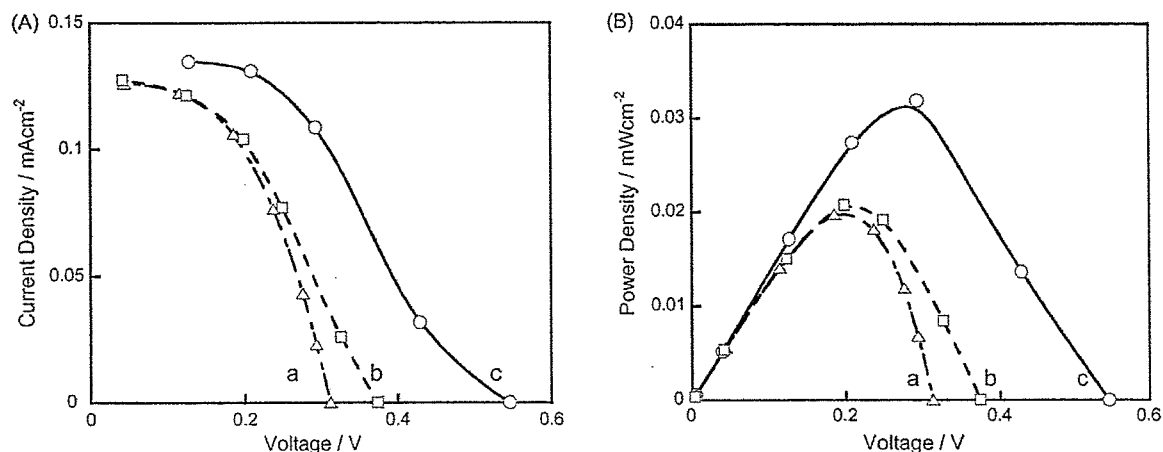 (A)
0.15
0.1
0.05
0
Current Density / mAcm-2
0
0.2
0.4
0.6
Voltage / V
a
b
c
(B)
0.04
0.03
0.02
0.01
0
Power Density / mWcm-2
0
0.2
0.4
0.6
Voltage / V
a
b
c